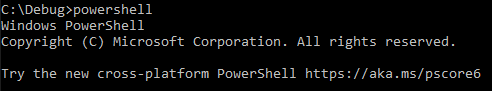 C:\Debug>powershell
Windows PowerShell
Copyright (C) Microsoft Corporation. All rights reserved.
Try the new cross-platform PowerShell https://aka.ms/pscore6